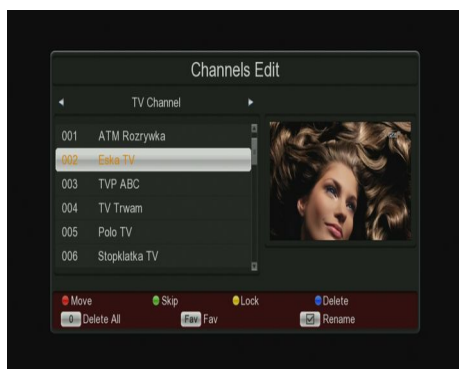 Channels Edit
TV Channel
001 ATM Rozrywka
002 Eska TV
003 TVP ABC
004 TV Trwam
005 Polo TV
006 Stopklatka TV
Move Skip Lock Delete
0 Delete All Fav Fav Rename